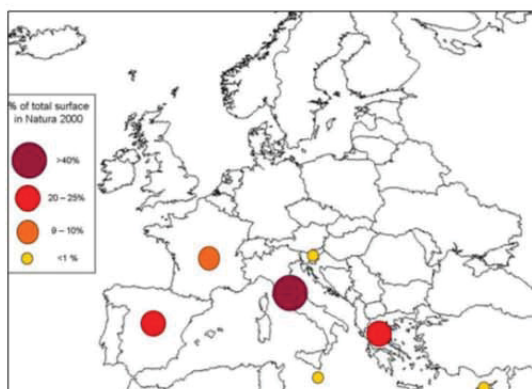 % of total surface
in Natura 2000
>40%
20 – 25%
9 – 10%
<1 %